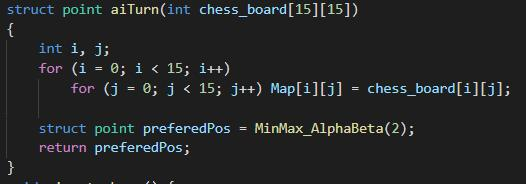 struct point aiTurn(int chess_board[15][15])
{
    int i, j;
    for (i = 0; i < 15; i++)
        for (j = 0; j < 15; j++) Map[i][j] = chess_board[i][j];

    struct point preferedPos = MinMax_AlphaBeta(2);
    return preferedPos;
}